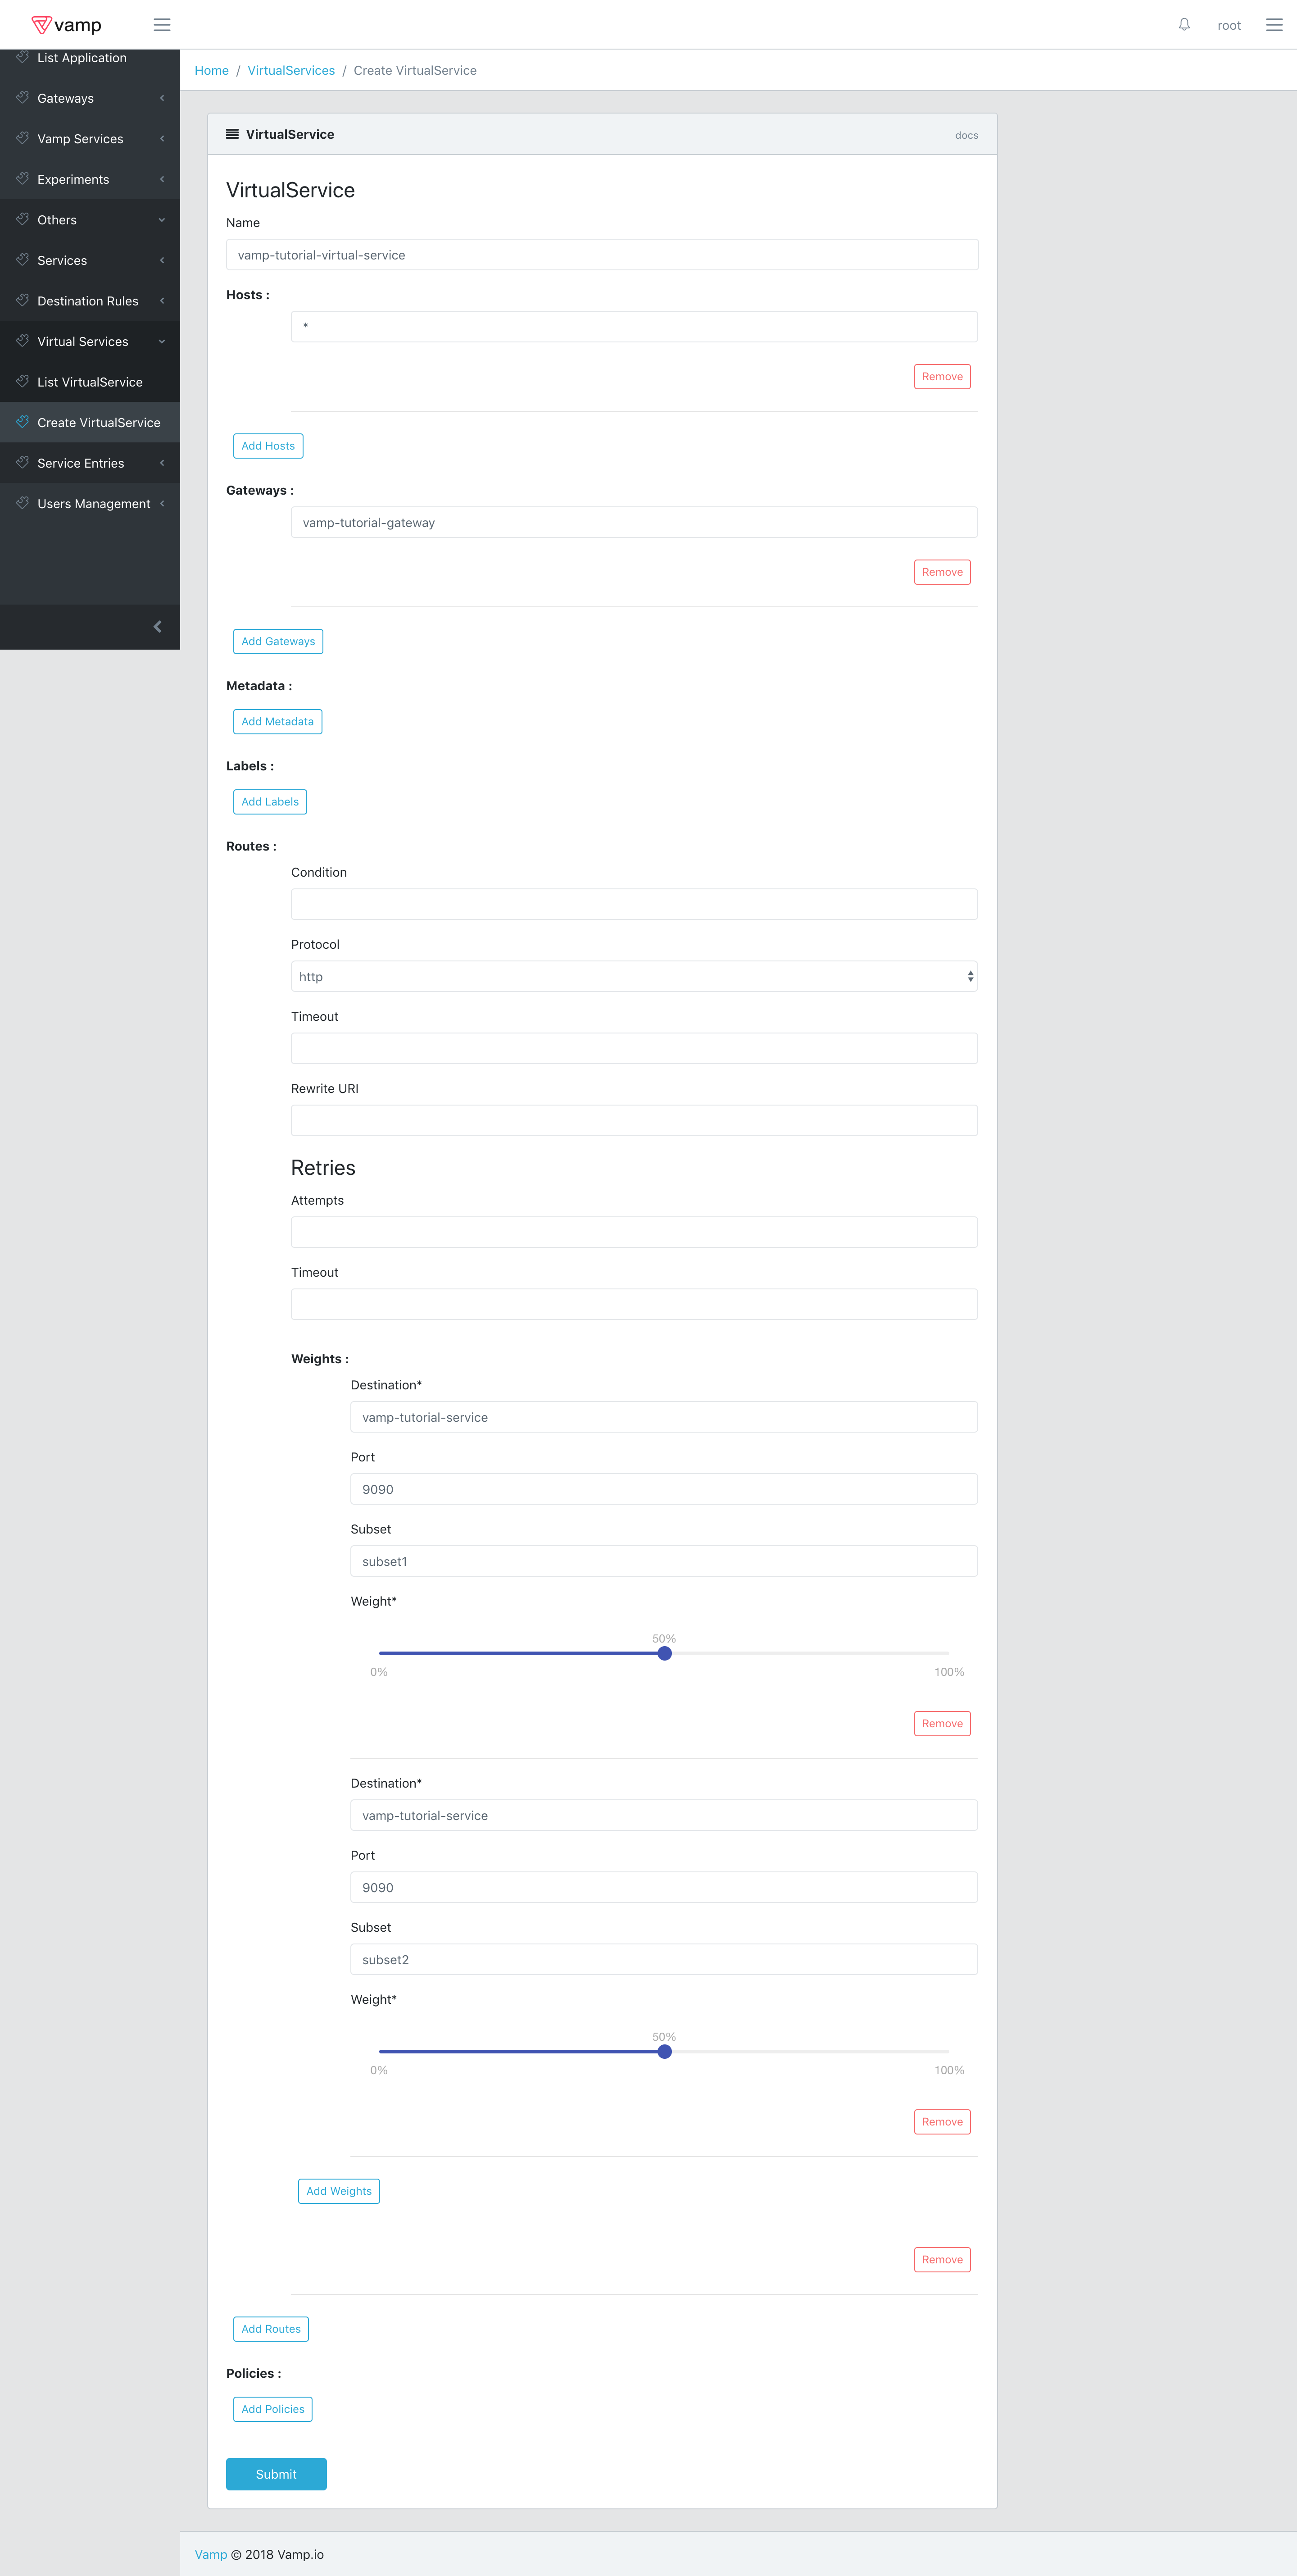 vamp
root
List Application
Gateways
Vamp Services
Experiments
Others
Services
Destination Rules
Virtual Services
List VirtualService
Create VirtualService
Service Entries
Users Management
Home / VirtualServices / Create VirtualService
VirtualService
docs
VirtualService
Name
vamp-tutorial-virtual-service
Hosts :
*
Remove
Add Hosts
Gateways :
vamp-tutorial-gateway
Remove
Add Gateways
Metadata :
Add Metadata
Labels :
Add Labels
Routes :
Condition
Protocol
http
Timeout
Rewrite URI
Retries
Attempts
Timeout
Weights :
Destination*
vamp-tutorial-service
Port
9090
Subset
subset1
Weight*
50%
0% 100%
Remove
Destination*
vamp-tutorial-service
Port
9090
Subset
subset2
Weight*
50%
0% 100%
Remove
Add Weights
Remove
Add Routes
Policies :
Add Policies
Submit
Vamp © 2018 Vamp.io